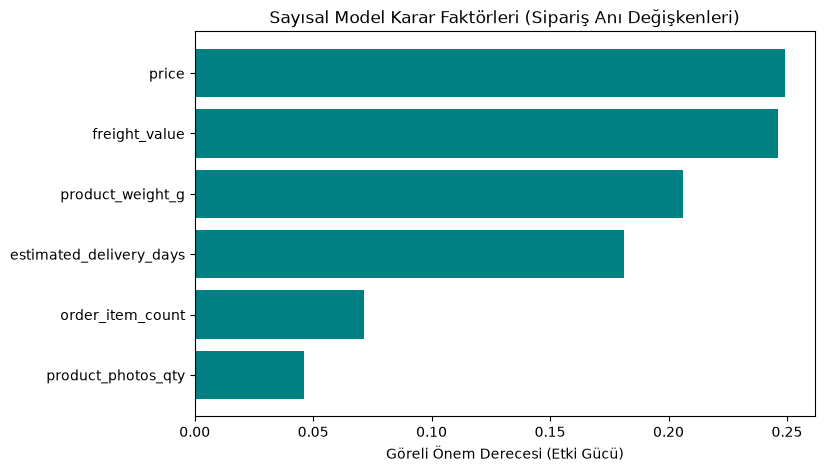 Sayısal Model Karar Faktörleri (Sipariş Anı Değişkenleri)
price
freight_value
product_weight_g
estimated_delivery_days
order_item_count
product_photos_qty
0.00 0.05 0.10 0.15 0.20 0.25
Göreli Önem Derecesi (Etki Gücü)